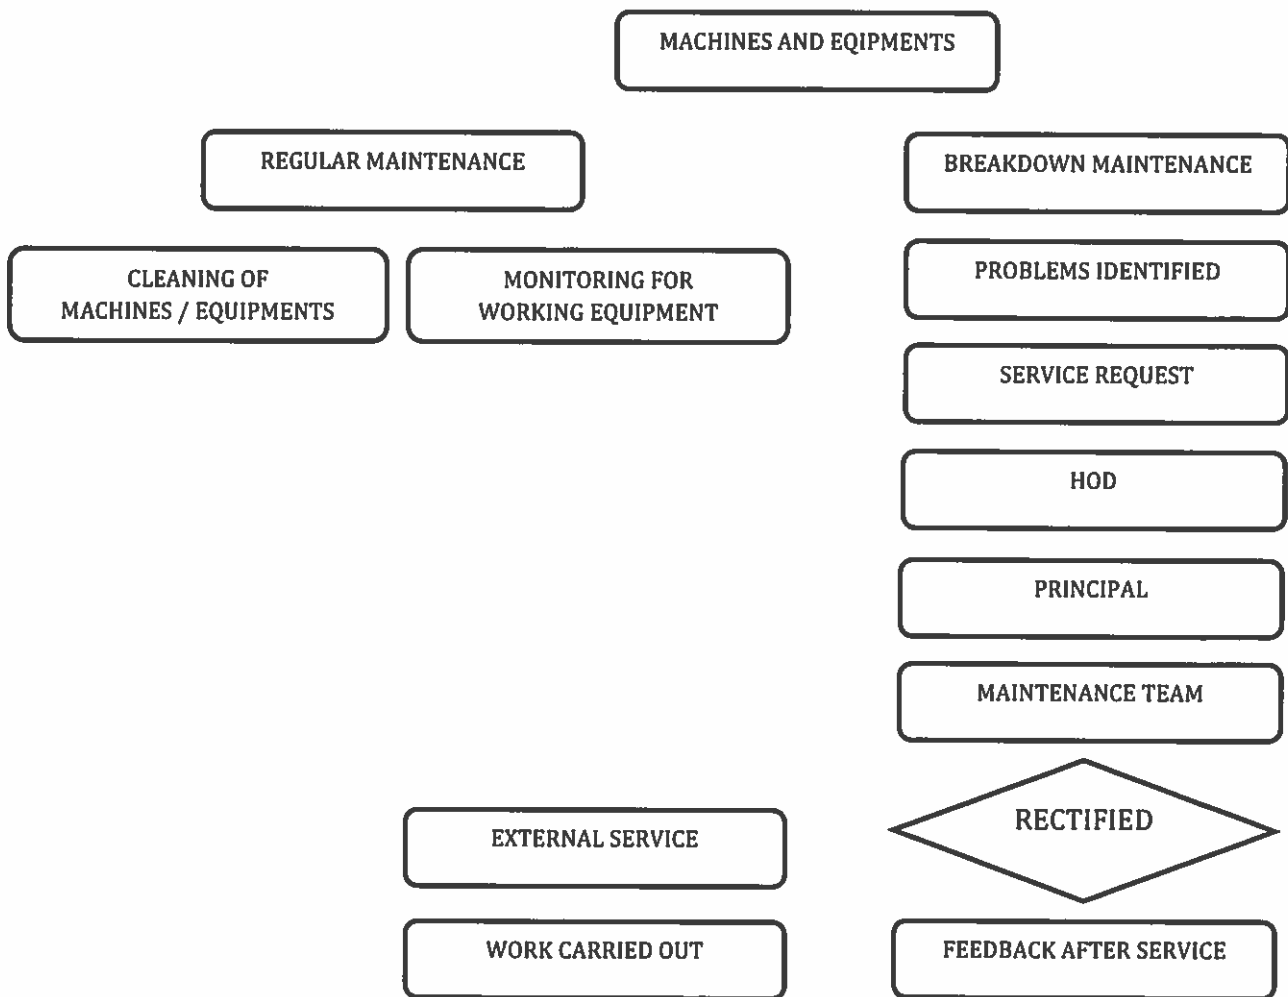 MACHINES AND EQIPMENTS
REGULAR MAINTENANCE
BREAKDOWN MAINTENANCE
CLEANING OF
MACHINES / EQUIPMENTS
MONITORING FOR
WORKING EQUIPMENT
PROBLEMS IDENTIFIED
SERVICE REQUEST
HOD
PRINCIPAL
MAINTENANCE TEAM
RECTIFIED
EXTERNAL SERVICE
WORK CARRIED OUT
FEEDBACK AFTER SERVICE